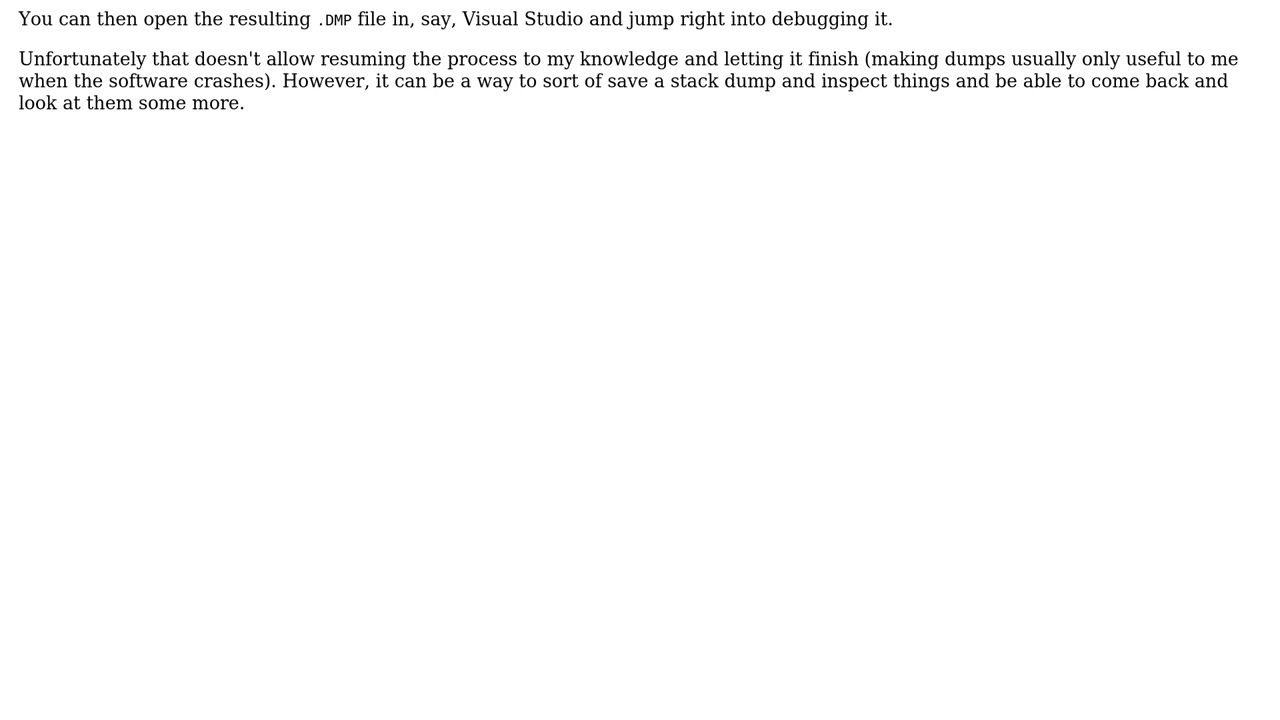 You can then open the resulting .DMP file in, say, Visual Studio and jump right into debugging it.
Unfortunately that doesn't allow resuming the process to my knowledge and letting it finish (making dumps usually only useful to me
when the software crashes). However, it can be a way to sort of save a stack dump and inspect things and be able to come back and
look at them some more.